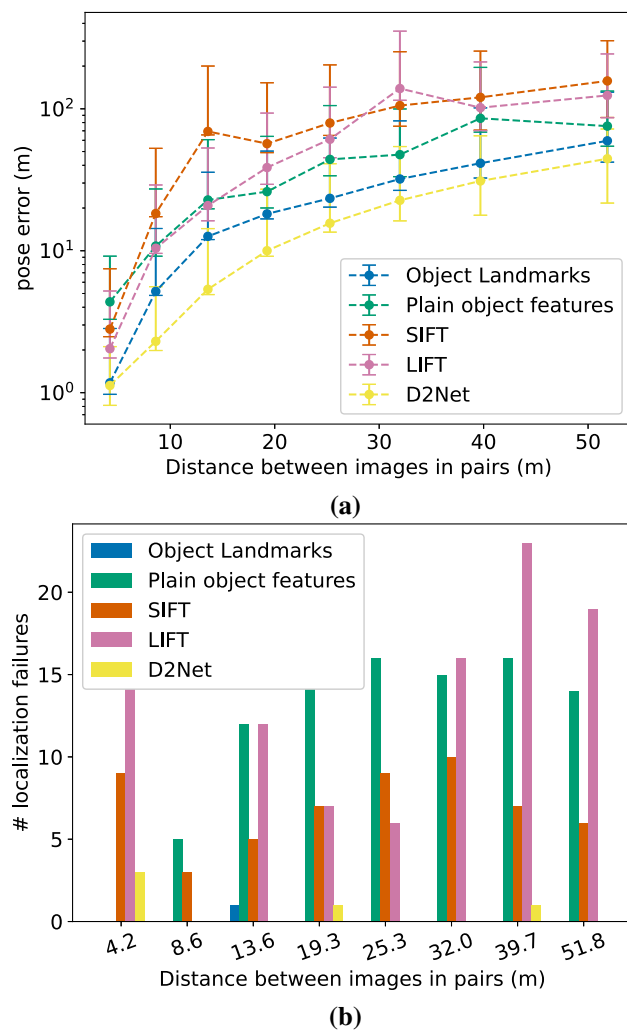 10²
10¹
10⁰
pose error (m)
Object Landmarks
Plain object features
SIFT
LIFT
D2Net
10 20 30 40 50
Distance between images in pairs (m)
(a)
Object Landmarks
Plain object features
SIFT
LIFT
D2Net
20
15
10
5
0
# localization failures
4.2 8.6 13.6 19.3 25.3 32.0 39.7 51.8
Distance between images in pairs (m)
(b)